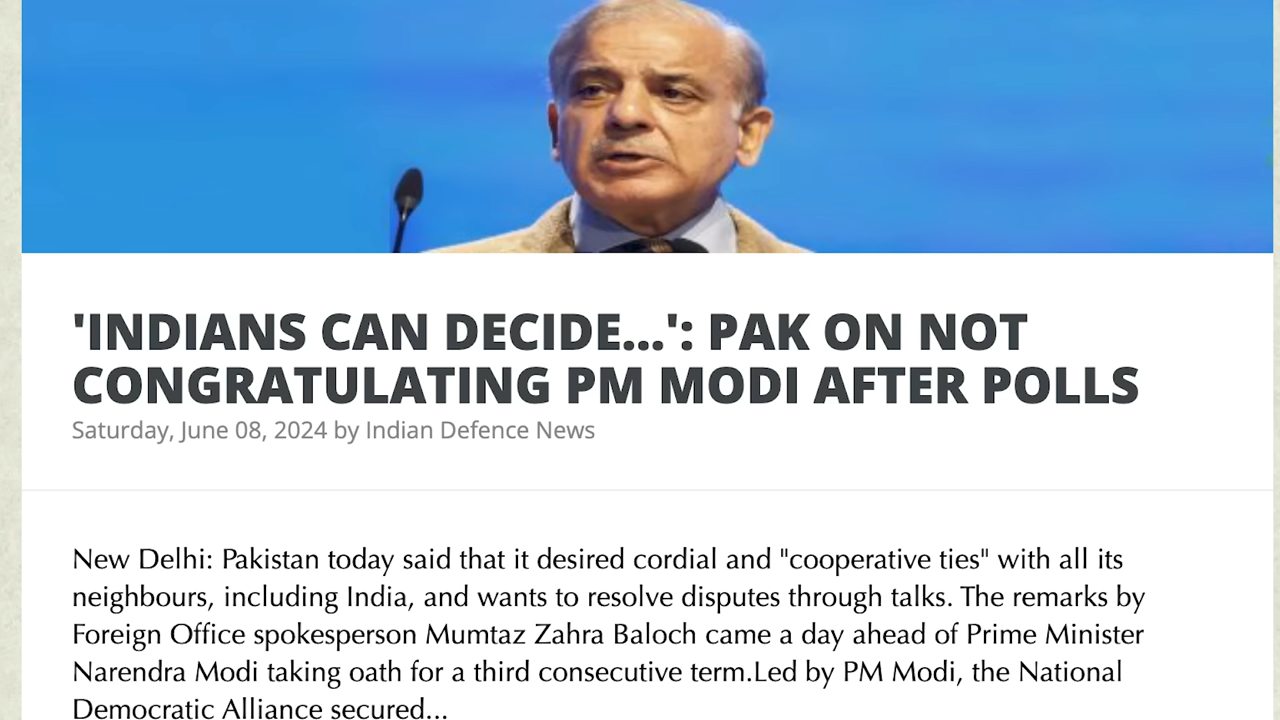 'INDIANS CAN DECIDE...': PAK ON NOT
CONGRATULATING PM MODI AFTER POLLS
Saturday, June 08, 2024 by Indian Defence News
New Delhi: Pakistan today said that it desired cordial and "cooperative ties" with all its
neighbours, including India, and wants to resolve disputes through talks. The remarks by
Foreign Office spokesperson Mumtaz Zahra Baloch came a day ahead of Prime Minister
Narendra Modi taking oath for a third consecutive term.Led by PM Modi, the National
Democratic Alliance secured...